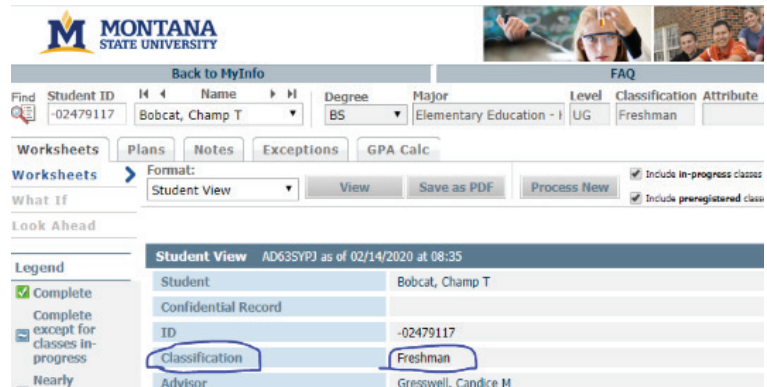 MONTANA
STATE UNIVERSITY
Back to MyInfo FAQ
Find Student ID Name Degree Major Level Classification Attribute
-02479117 Bobcat, Champ T BS Elementary Education - UG Freshman
Worksheets Plans Notes Exceptions GPA Calc
Worksheets Format:
Student View View Save as PDF Process New Include in-progress classes
What If Include preregistered
Look Ahead
Student View AD63SYPJ as of 02/14/2020 at 08:35
Legend
Student Bobcat, Champ T
Complete
Confidential Record
Complete
except for
classes in-
progress
ID -02479117
Classification Freshman
Nearly
Advisor Gresswell, Candice M